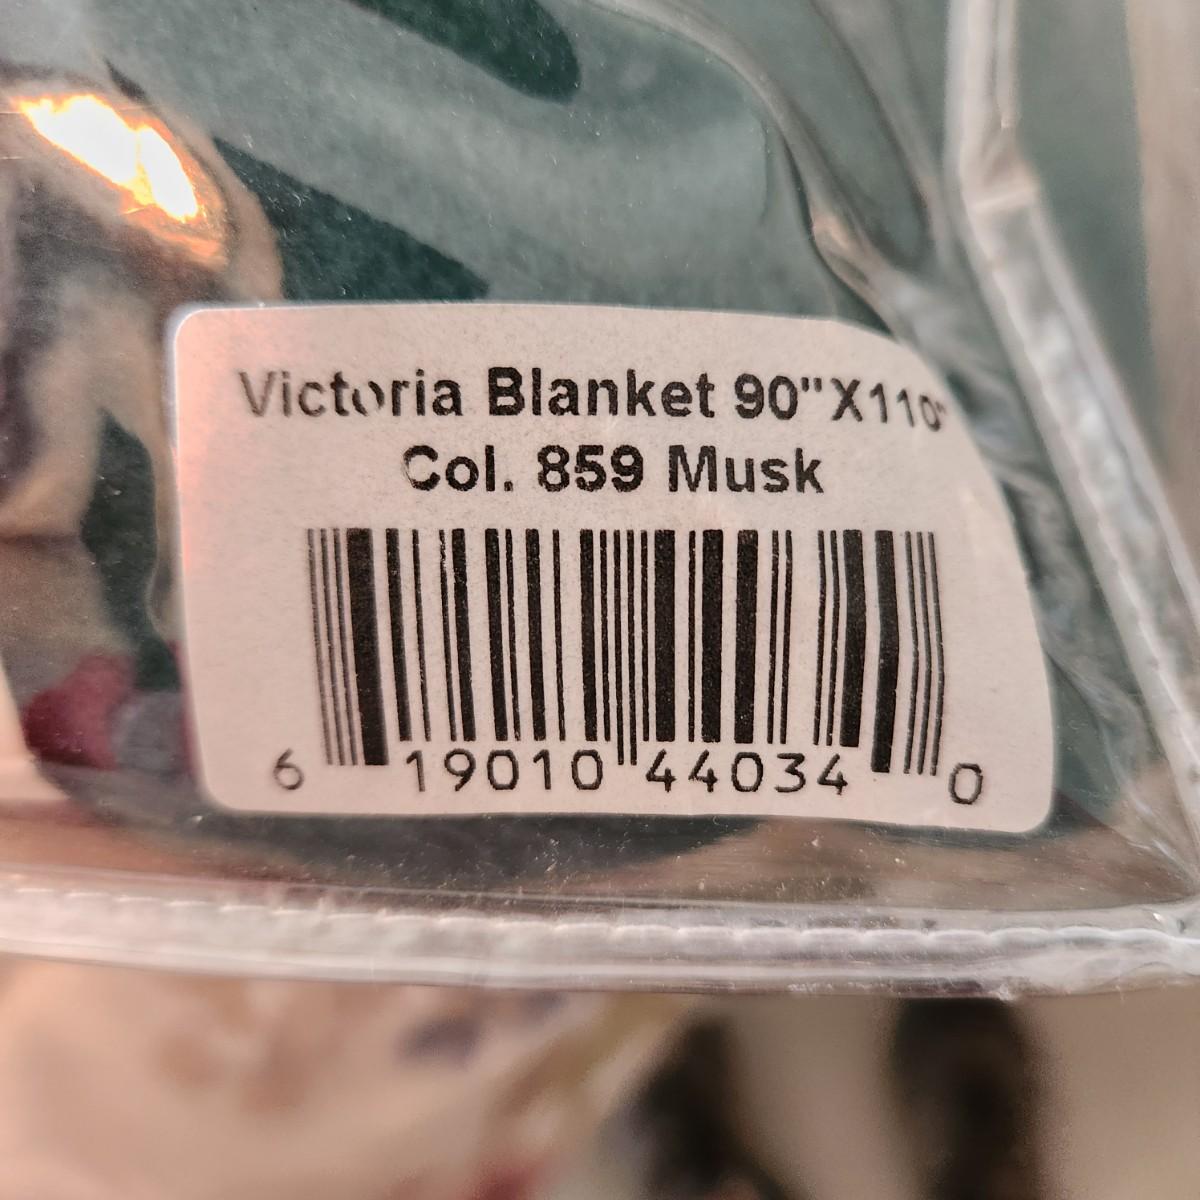 Victoria Blanket 90"X110"
Col. 859 Musk
6 19010 44034 0